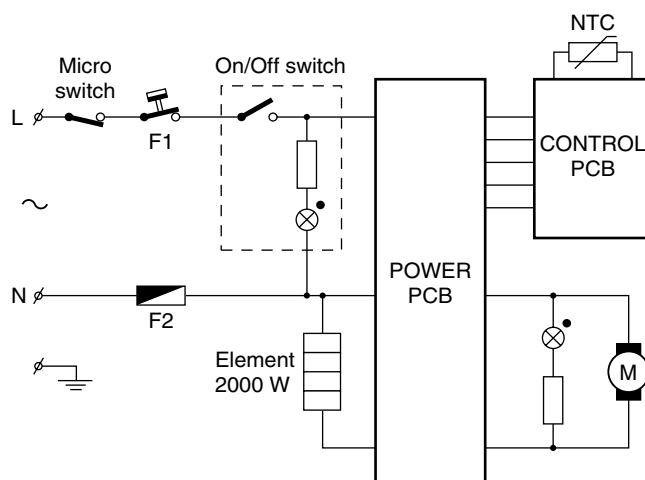 NTC
Micro
switch
On/Off switch
L
F1
CONTROL
PCB
POWER
PCB
N
F2
Element
2000 W
M